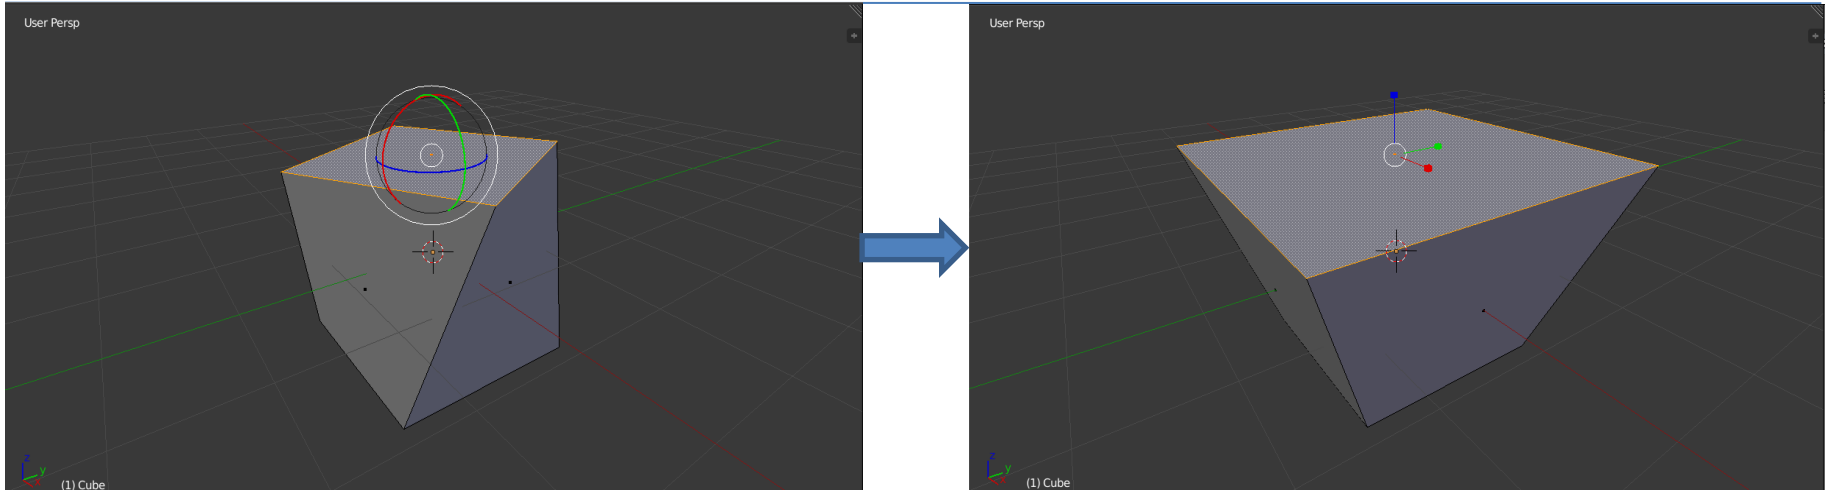 User Persp
z
y
x
(1) Cube
User Persp
z
y
x
(1) Cube